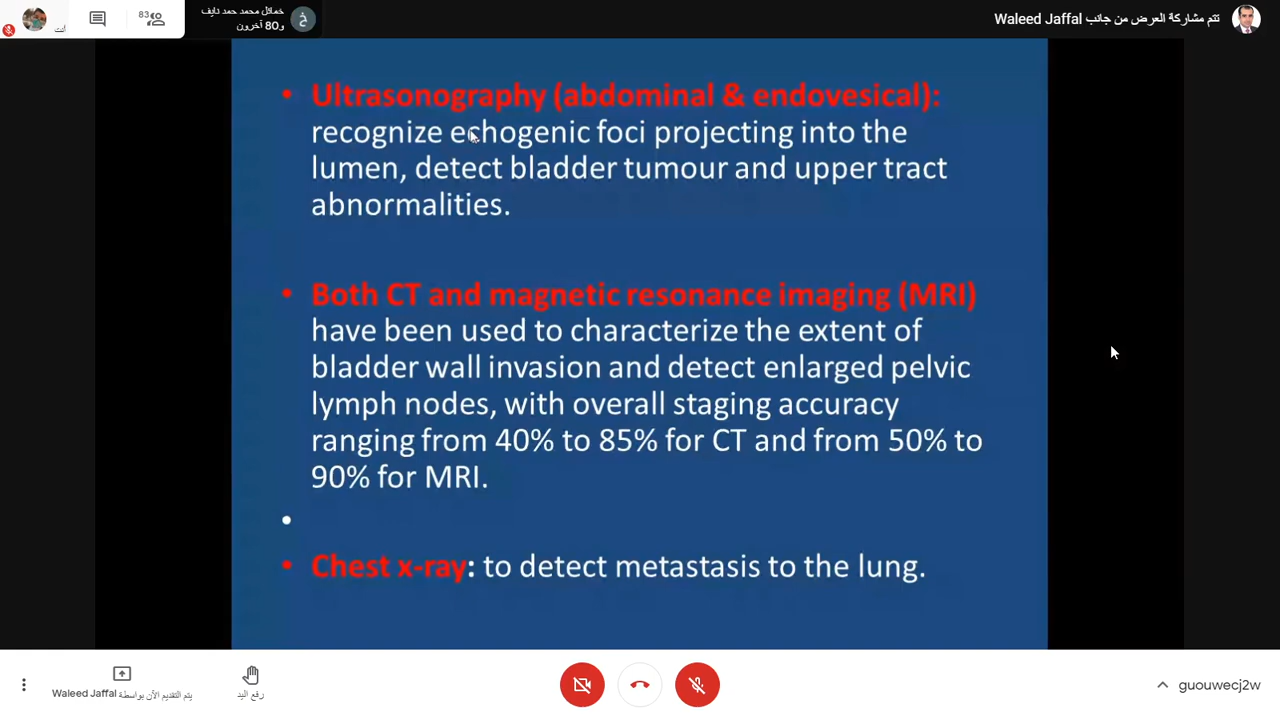 83
خمائل محمد حمد نايف
و80 آخرون
أنت
تتم مشاركة العرض من جانب Waleed Jaffal
• Ultrasonography (abdominal & endovesical):
recognize echogenic foci projecting into the
lumen, detect bladder tumour and upper tract
abnormalities.
• Both CT and magnetic resonance imaging (MRI)
have been used to characterize the extent of
bladder wall invasion and detect enlarged pelvic
lymph nodes, with overall staging accuracy
ranging from 40% to 85% for CT and from 50% to
90% for MRI.
•
• Chest x-ray: to detect metastasis to the lung.
يتم التقديم الآن بواسطة Waleed Jaffal
رفع اليد
guouwecj2w